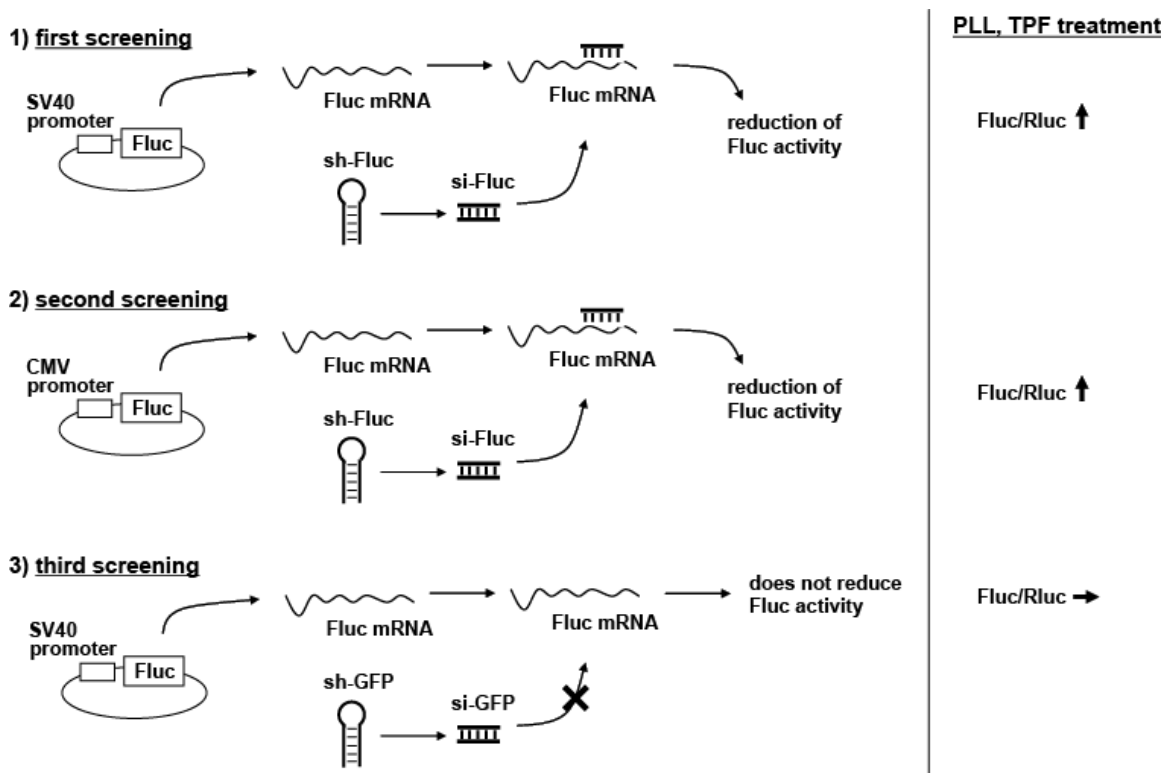 1) first screening
PLL, TPF treatment
SV40
promoter
Fluc
Fluc mRNA
Fluc mRNA
reduction of
Fluc activity
Fluc/Rluc
sh-Fluc
si-Fluc
2) second screening
CMV
promoter
Fluc
Fluc mRNA
Fluc mRNA
reduction of
Fluc activity
Fluc/Rluc
sh-Fluc
si-Fluc
3) third screening
SV40
promoter
Fluc
Fluc mRNA
Fluc mRNA
does not reduce
Fluc activity
Fluc/Rluc
sh-GFP
si-GFP